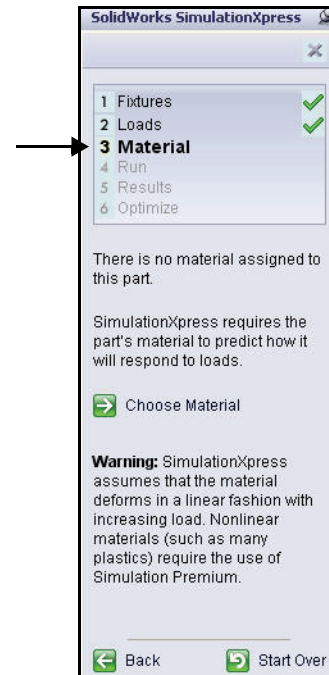 SolidWorks SimulationXpress
1 Fixtures
2 Loads
3 Material
4 Run
5 Results
6 Optimize
There is no material assigned to
this part.
SimulationXpress requires the
part's material to predict how it
will respond to loads.
Choose Material
Warning: SimulationXpress
assumes that the material
deforms in a linear fashion with
increasing load. Nonlinear
materials (such as many
plastics) require the use of
Simulation Premium.
Back Start Over